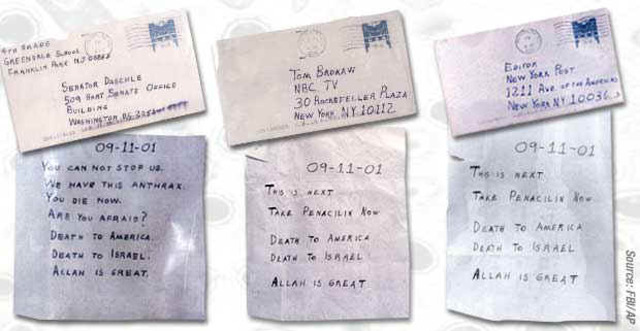 4TH GRADE
GREENDALE SCHOOL
FRANKLIN PARK NJ 08852
SENATOR DASCHLE
509 HART SENATE OFFICE
BUILDING
WASHINGTON D.C.
09-11-01
YOU CAN NOT STOP US.
WE HAVE THIS ANTHRAX.
YOU DIE NOW.
ARE YOU AFRAID?
DEATH TO AMERICA.
DEATH TO ISRAEL.
ALLAH IS GREAT.
TOM BROKAW
NBC TV
30 ROCKEFELLER PLAZA
NEW YORK NY 10112
09-11-01
THIS IS NEXT
TAKE PENACILIN NOW
DEATH TO AMERICA
DEATH TO ISRAEL
ALLAH IS GREAT
EDITOR
NEW YORK POST
1211 AVE. OF THE AMERICAS
NEW YORK NY 10036
09-11-01
THIS IS NEXT
TAKE PENACILIN NOW
DEATH TO AMERICA
DEATH TO ISRAEL
ALLAH IS GREAT
Source: FBI/AP